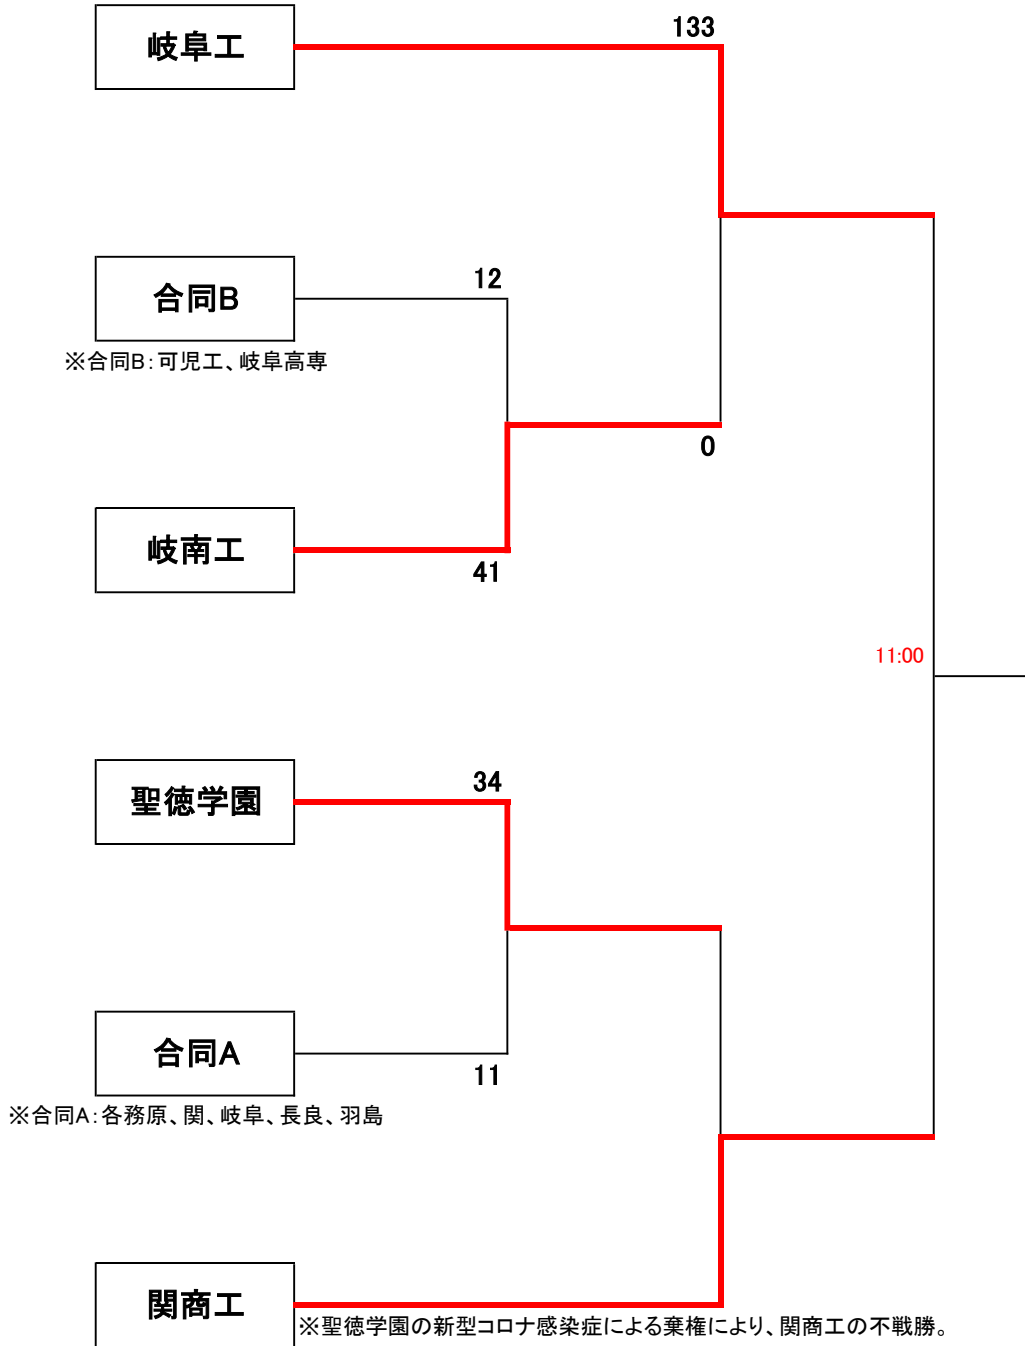 岐阜工
133
合同B
12
※合同B:可児工、岐阜高専
0
岐南工
41
11:00
聖徳学園
34
合同A
11
※合同A:各務原、関、岐阜、長良、羽島
関商工
※聖徳学園の新型コロナ感染症による棄権により、関商工の不戦勝。